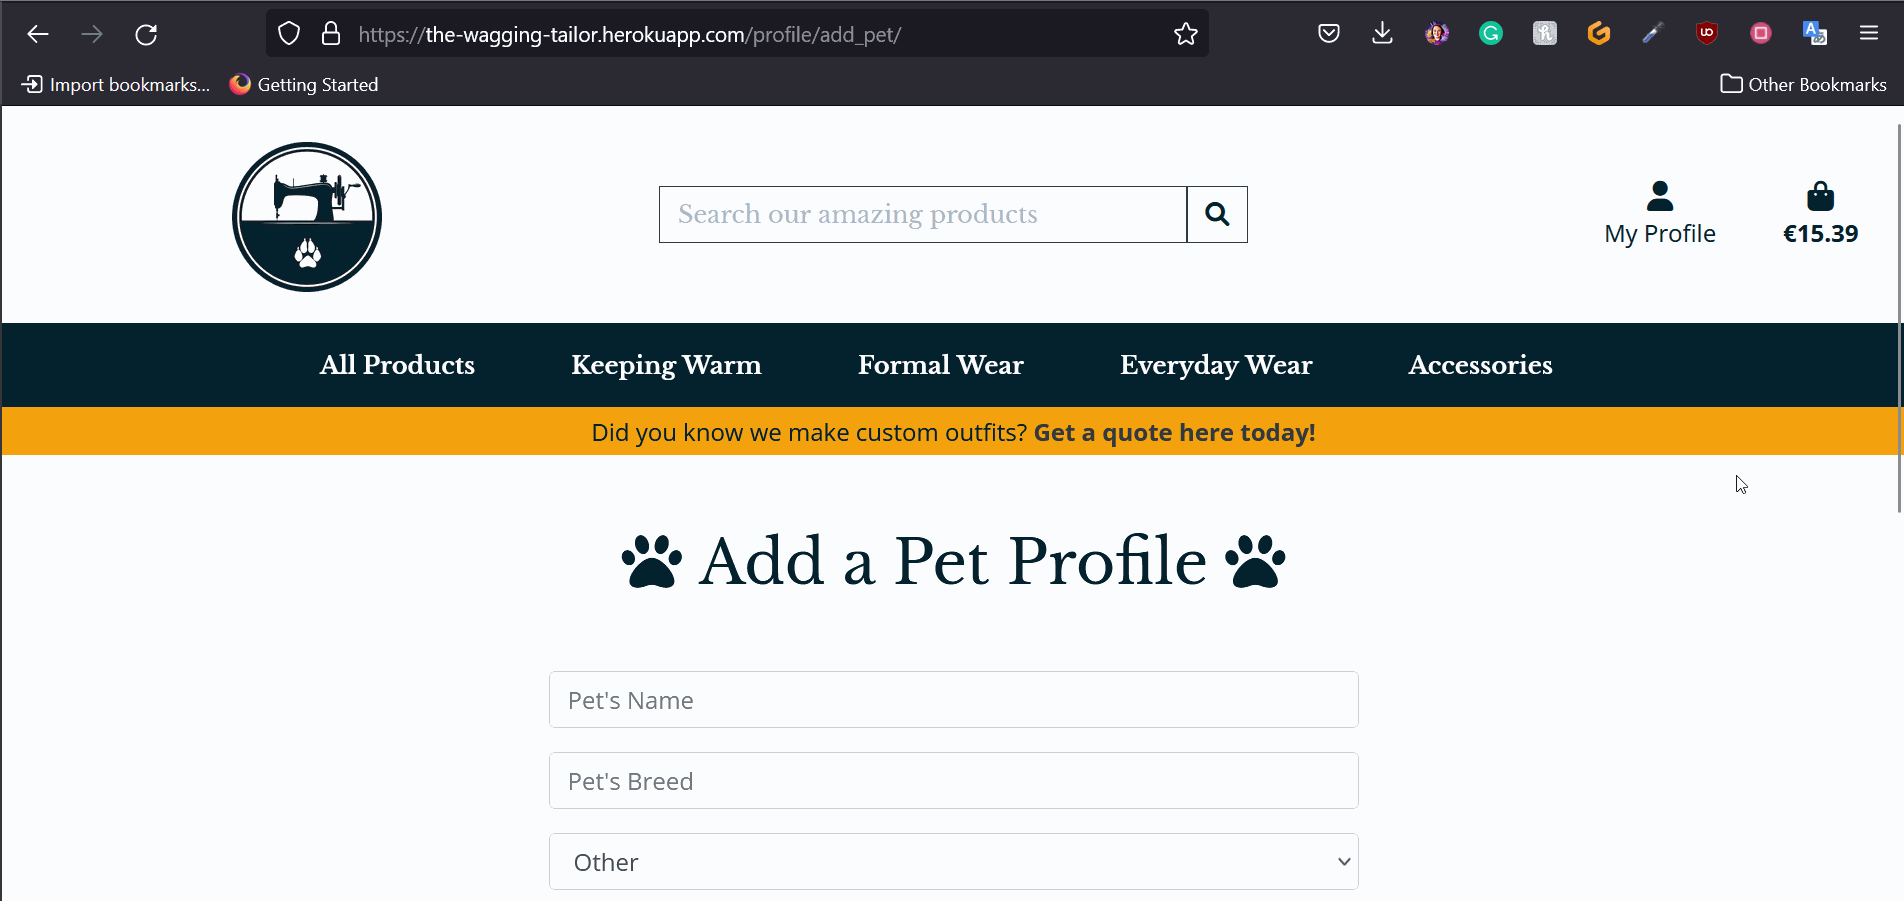 https://the-wagging-tailor.herokuapp.com/profile/add_pet/
Import bookmarks...
Getting Started
Other Bookmarks
Search our amazing products
My Profile
€15.39
All Products
Keeping Warm
Formal Wear
Everyday Wear
Accessories
Did you know we make custom outfits? Get a quote here today!
Add a Pet Profile
Pet's Name
Pet's Breed
Other